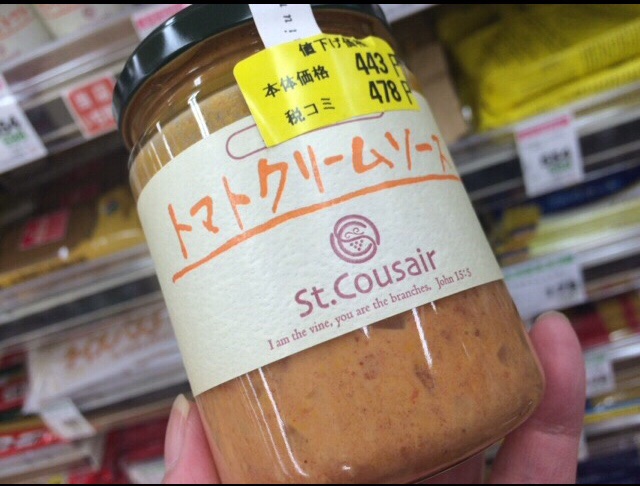 値下げ価格
本体価格 443 P
税コミ 478 P
トマトクリームソース
St.Cousair
I am the vine, you are the branches. John 15:5